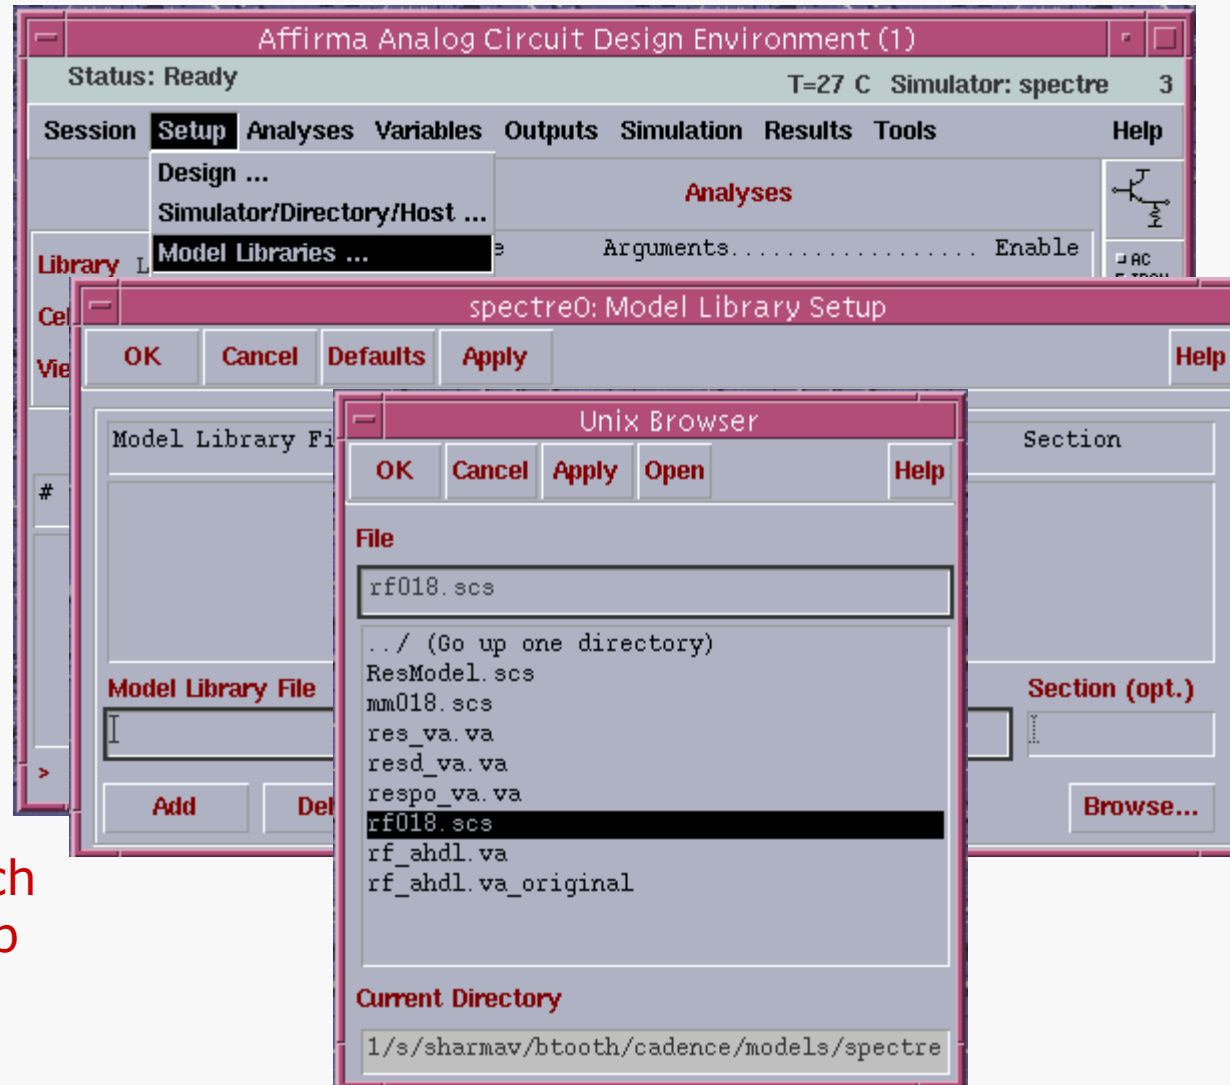 Affirma Analog Circuit Design Environment (1)
Status: Ready T=27 C Simulator: spectre 3
Session Setup Analyses Variables Outputs Simulation Results Tools Help
Design ...
Simulator/Directory/Host ...
Model Libraries ...
Analyses
Library
Arguments................... Enable
AC
spectre0: Model Library Setup
OK Cancel Defaults Apply Help
Model Library Section
#
Model Library File
Section (opt.)
>
Add
Browse...
Unix Browser
OK Cancel Apply Open Help
File
rf018.scs
../ (Go up one directory)
ResModel.scs
mm018.scs
res_va.va
resd_va.va
respo_va.va
rf018.scs
rf_ahdl.va
rf_ahdl.va_original
Current Directory
1/s/sharmav/btooth/cadence/models/spectre